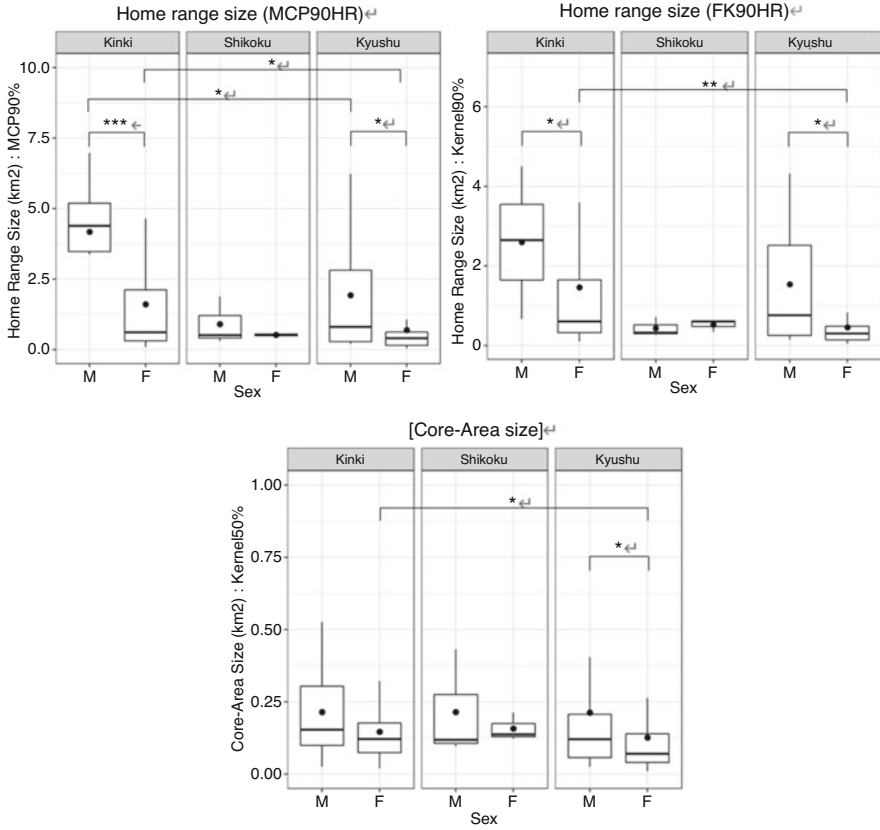 Home range size (MCP90HR)↵
Kinki Shikoku Kyushu
Home Range Size (km2) : MCP90%
10.0
7.5
5.0
2.5
0.0
*↵
*↵
*** ←
*↵
M F M F M F
Sex
Home range size (FK90HR)↵
Kinki Shikoku Kyushu
Home Range Size (km2) : Kernel90%
6
4
2
0
**↵
*↵
*↵
M F M F M F
Sex
[Core-Area size]↵
Kinki Shikoku Kyushu
Core-Area Size (km2) : Kernel50%
1.00
0.75
0.50
0.25
0.00
*↵
*↵
M F M F M F
Sex